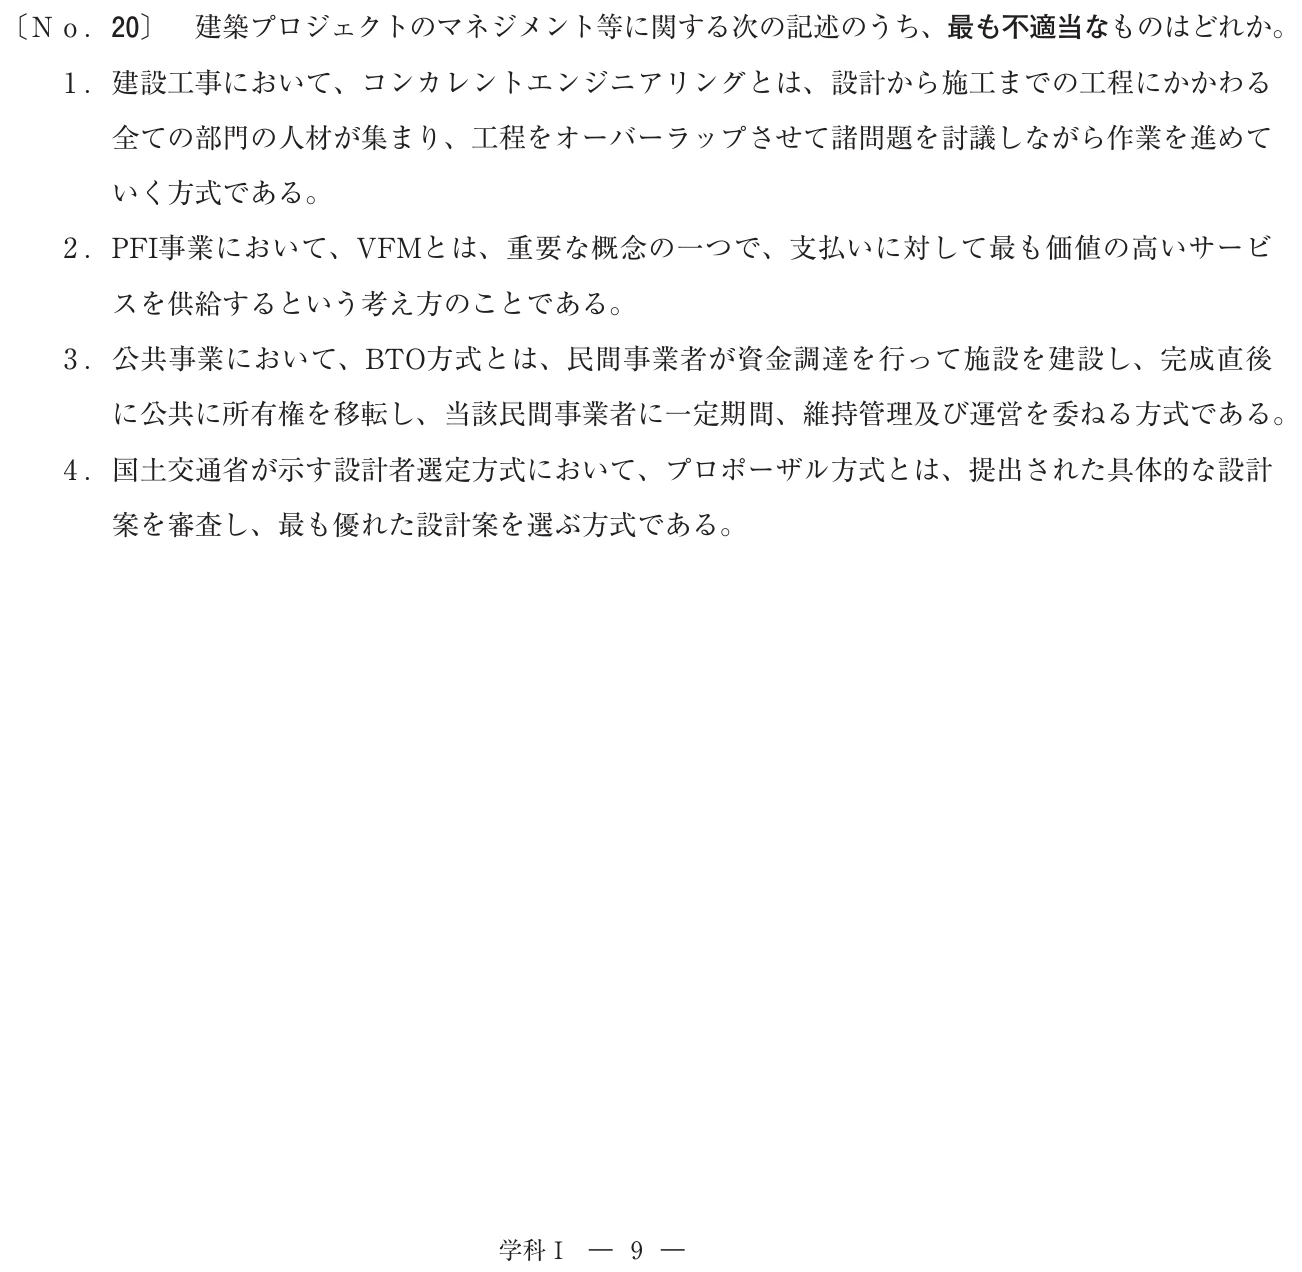 〔Ｎｏ．20〕　建築プロジェクトのマネジメント等に関する次の記述のうち、最も不適当なものはどれか。
１．建設工事において、コンカレントエンジニアリングとは、設計から施工までの工程にかかわる
全ての部門の人材が集まり、工程をオーバーラップさせて諸問題を討議しながら作業を進めて
いく方式である。
２．PFI事業において、VFMとは、重要な概念の一つで、支払いに対して最も価値の高いサービ
スを供給するという考え方のことである。
３．公共事業において、BTO方式とは、民間事業者が資金調達を行って施設を建設し、完成直後
に公共に所有権を移転し、当該民間事業者に一定期間、維持管理及び運営を委ねる方式である。
４．国土交通省が示す設計者選定方式において、プロポーザル方式とは、提出された具体的な設計
案を審査し、最も優れた設計案を選ぶ方式である。
学科Ⅰ　― 9 ―